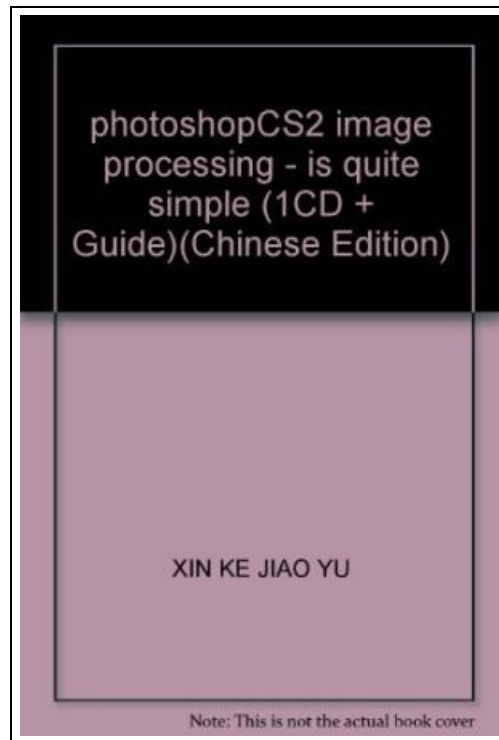 photoshopCS2 image
processing - is quite
simple (1CD +
Guide)(Chinese Edition)
XIN KE JIAO YU
Note: This is not the actual book cover